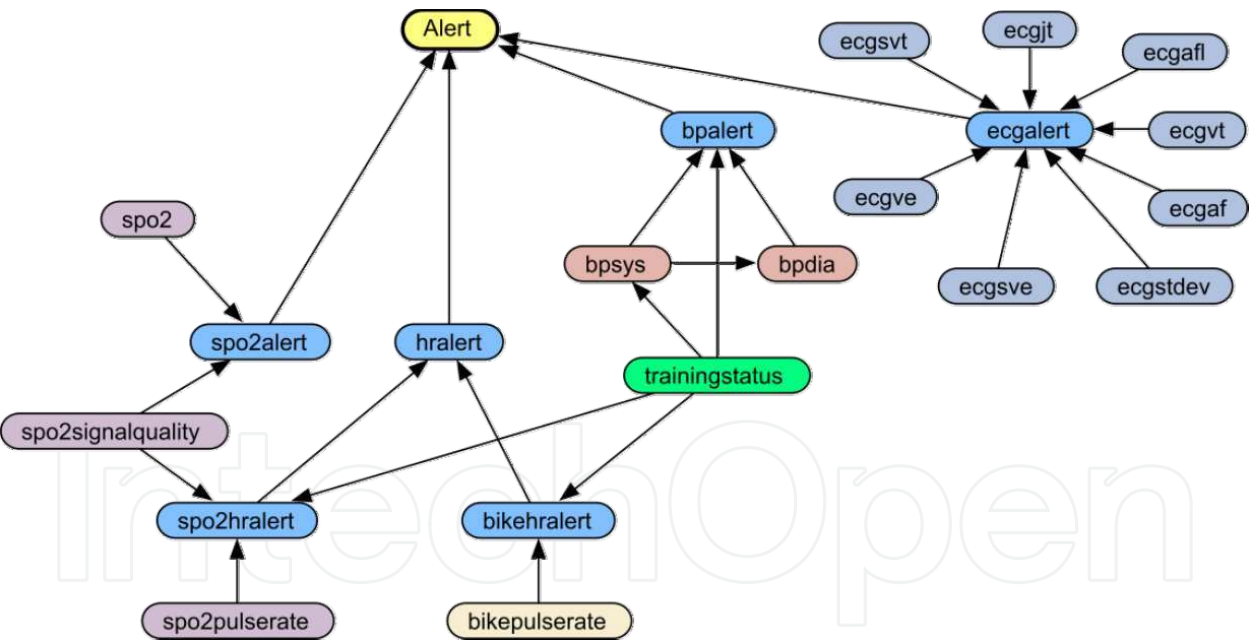 Alert
ecgsvt
ecgjt
ecgafl
bpalert
ecgalert
ecgvt
ecgve
ecgaf
spo2
bpsys
bpdia
ecgsve
ecgstdev
spo2alert
hralert
trainingstatus
spo2signalquality
spo2hralert
bikehralert
IntechOpen
spo2pulserate
bikepulserate